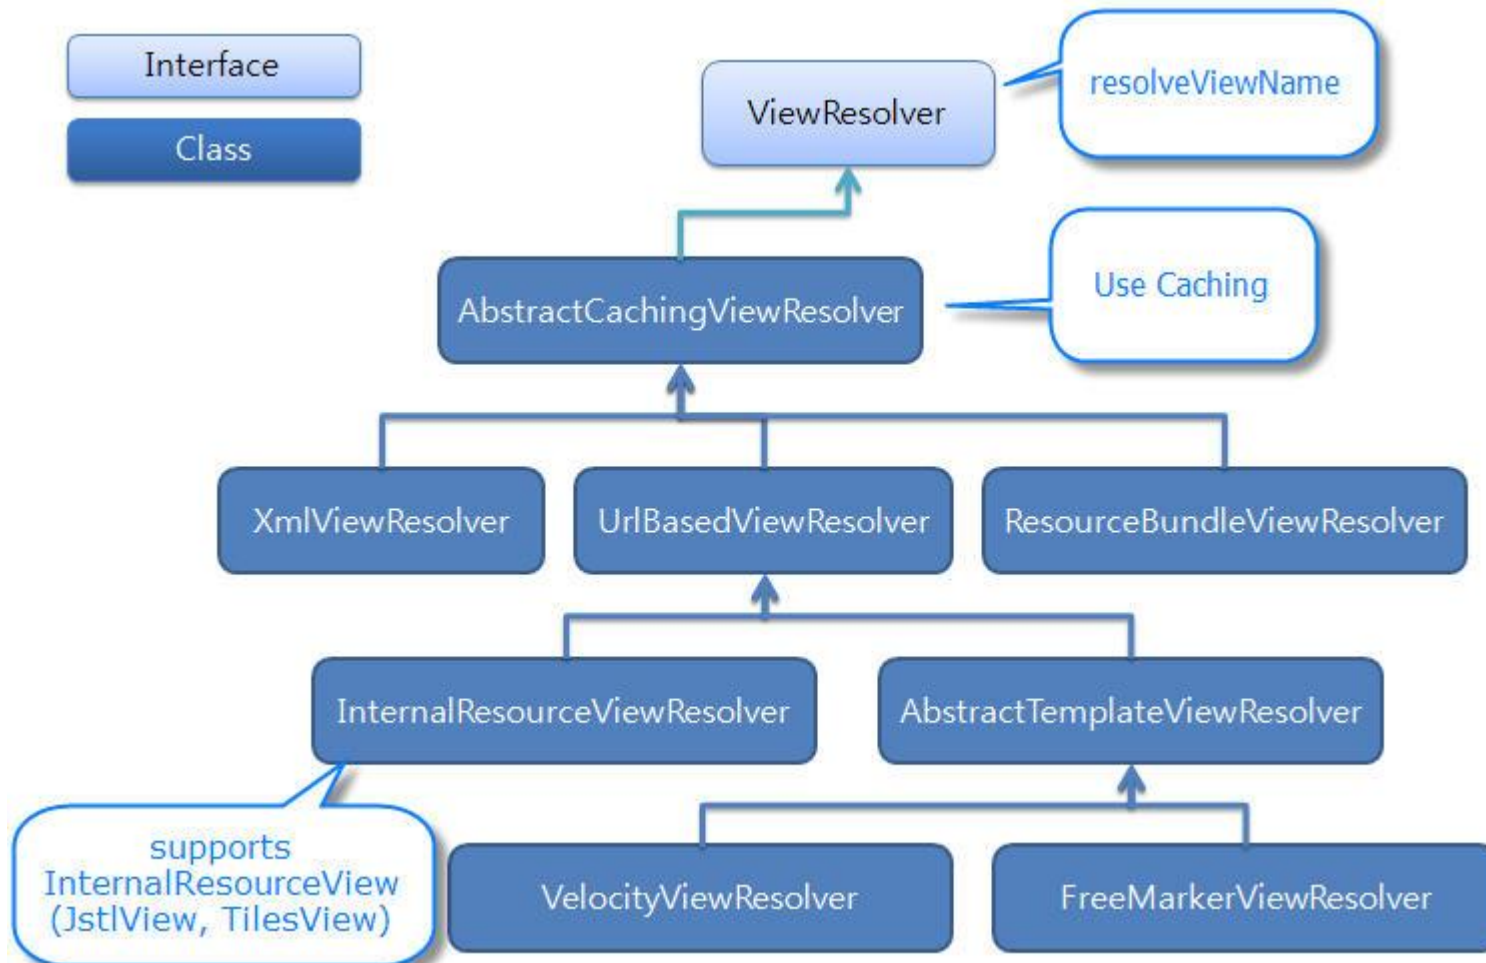 Interface
Class
ViewResolver
resolveViewName
AbstractCachingViewResolver
Use Caching
XmlViewResolver
UrlBasedViewResolver
ResourceBundleViewResolver
InternalResourceViewResolver
AbstractTemplateViewResolver
supports
InternalResourceView
(JstlView, TilesView)
VelocityViewResolver
FreeMarkerViewResolver